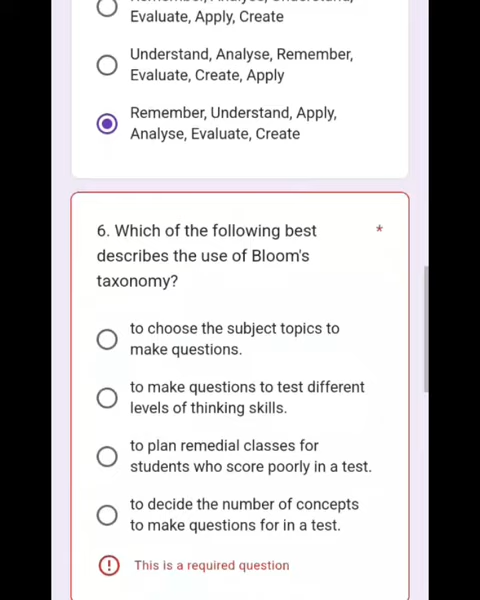 Evaluate, Apply, Create
Understand, Analyse, Remember,
Evaluate, Create, Apply
Remember, Understand, Apply,
Analyse, Evaluate, Create
6. Which of the following best *
describes the use of Bloom's
taxonomy?
to choose the subject topics to
make questions.
to make questions to test different
levels of thinking skills.
to plan remedial classes for
students who score poorly in a test.
to decide the number of concepts
to make questions for in a test.
This is a required question